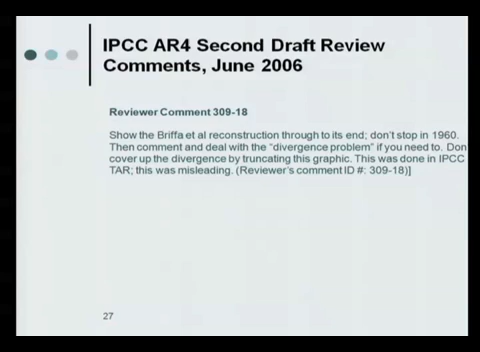 IPCC AR4 Second Draft Review
Comments, June 2006
Reviewer Comment 309-18
Show the Briffa et al reconstruction through to its end; don't stop in 1960.
Then comment and deal with the "divergence problem" if you need to. Don
cover up the divergence by truncating this graphic. This was done in IPCC
TAR; this was misleading. (Reviewer's comment ID #: 309-18)]
27